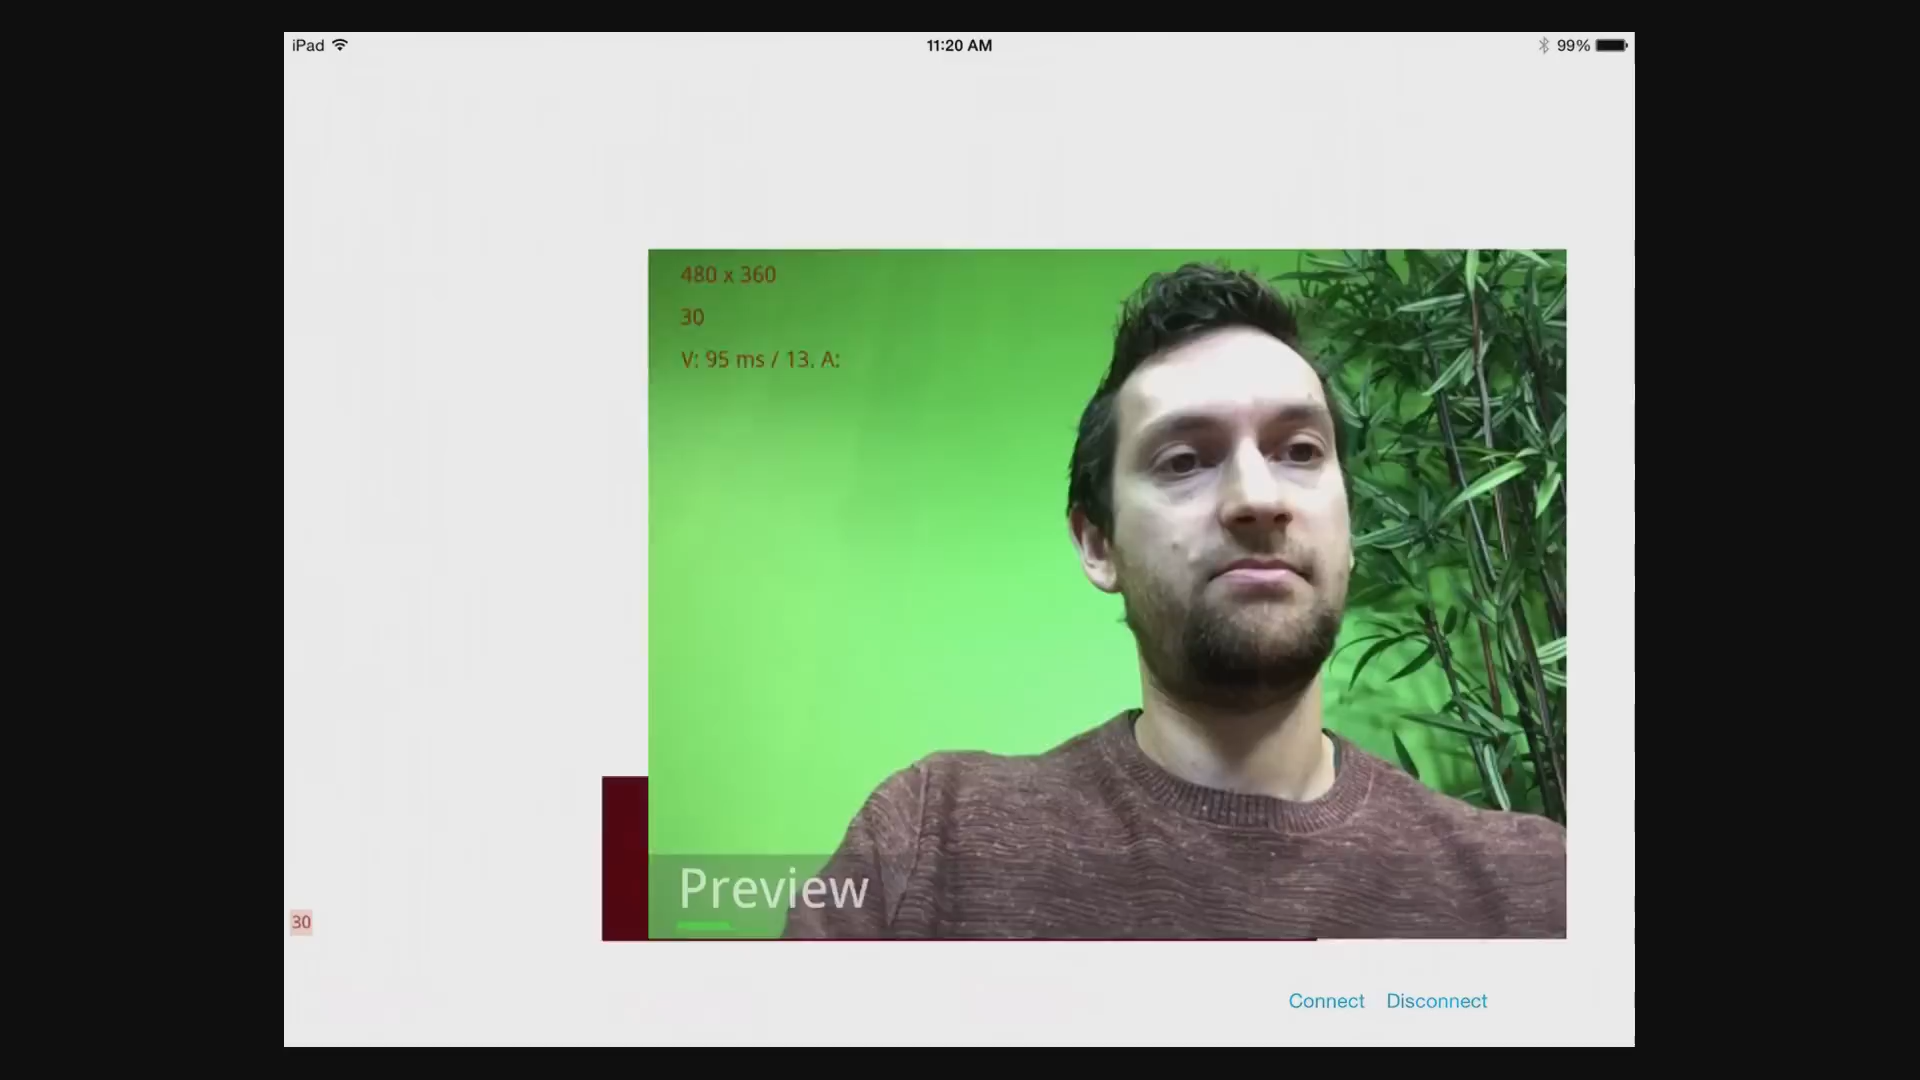 iPad 11:20 AM 99%
480 x 360
30
V: 95 ms / 13. A:
Preview
30
Connect Disconnect